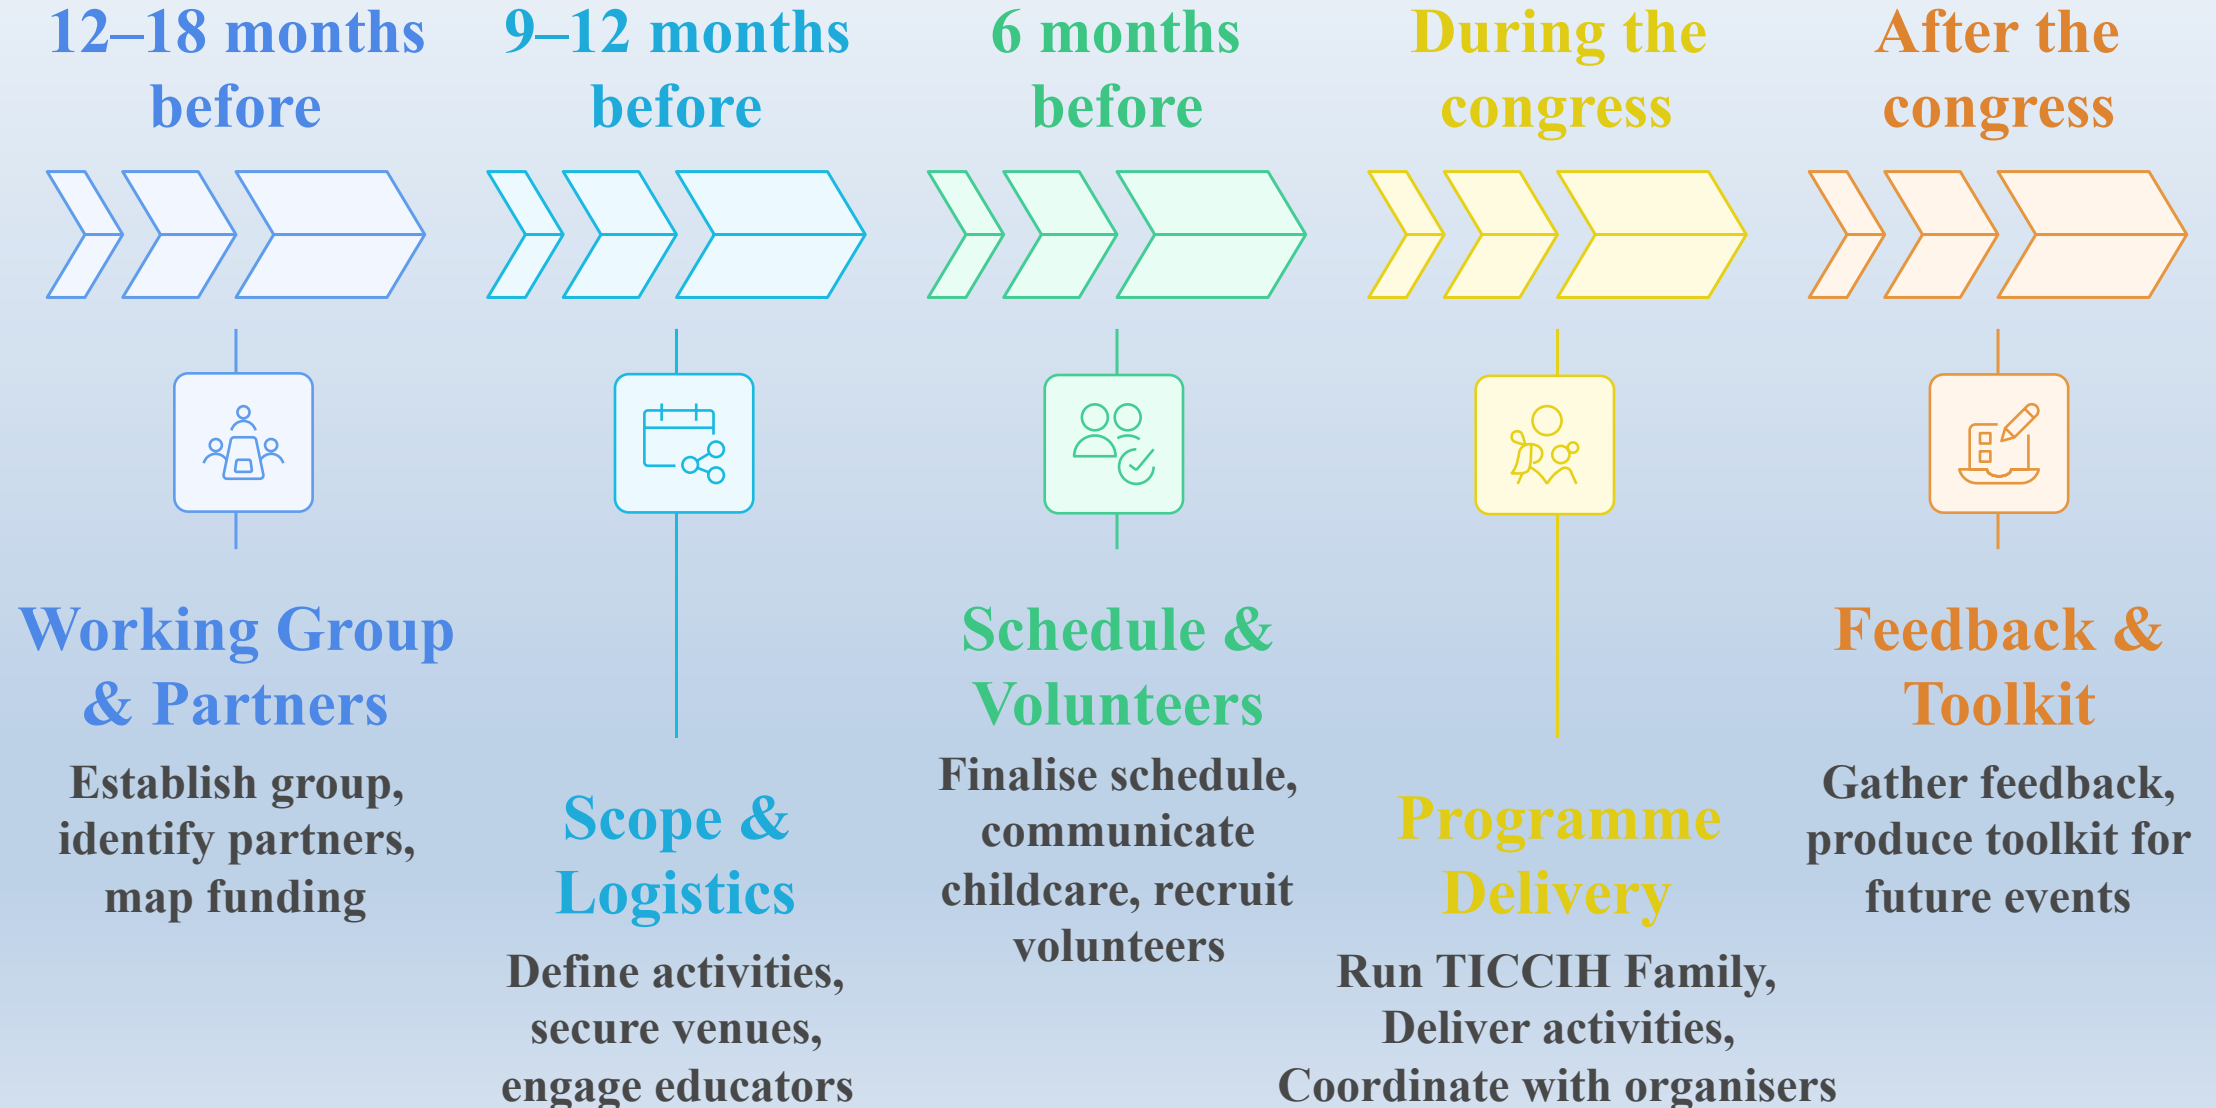 12–18 months
before
Working Group
& Partners
Establish group,
identify partners,
map funding
9–12 months
before
Scope &
Logistics
Define activities,
secure venues,
engage educators
6 months
before
Schedule &
Volunteers
Finalise schedule,
communicate
childcare, recruit
volunteers
During the
congress
Programme
Delivery
Run TICCIH Family,
Deliver activities,
Coordinate with organisers
After the
congress
Feedback &
Toolkit
Gather feedback,
produce toolkit for
future events